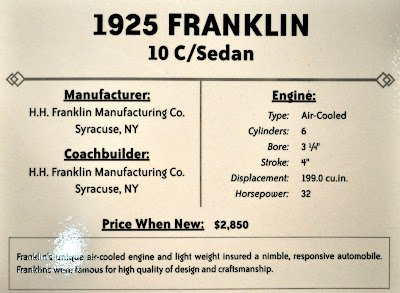 1925 FRANKLIN
10 C/Sedan
Manufacturer:
H.H. Franklin Manufacturing Co.
Syracuse, NY
Coachbuilder:
H.H. Franklin Manufacturing Co.
Syracuse, NY
Engine:
Type: Air-Cooled
Cylinders: 6
Bore: 3 ¼"
Stroke: 4"
Displacement: 199.0 cu.in.
Horsepower: 32
Price When New: $2,850
Franklin's unique air-cooled engine and light weight insured a nimble, responsive automobile.
Franklins were famous for high quality of design and craftsmanship.